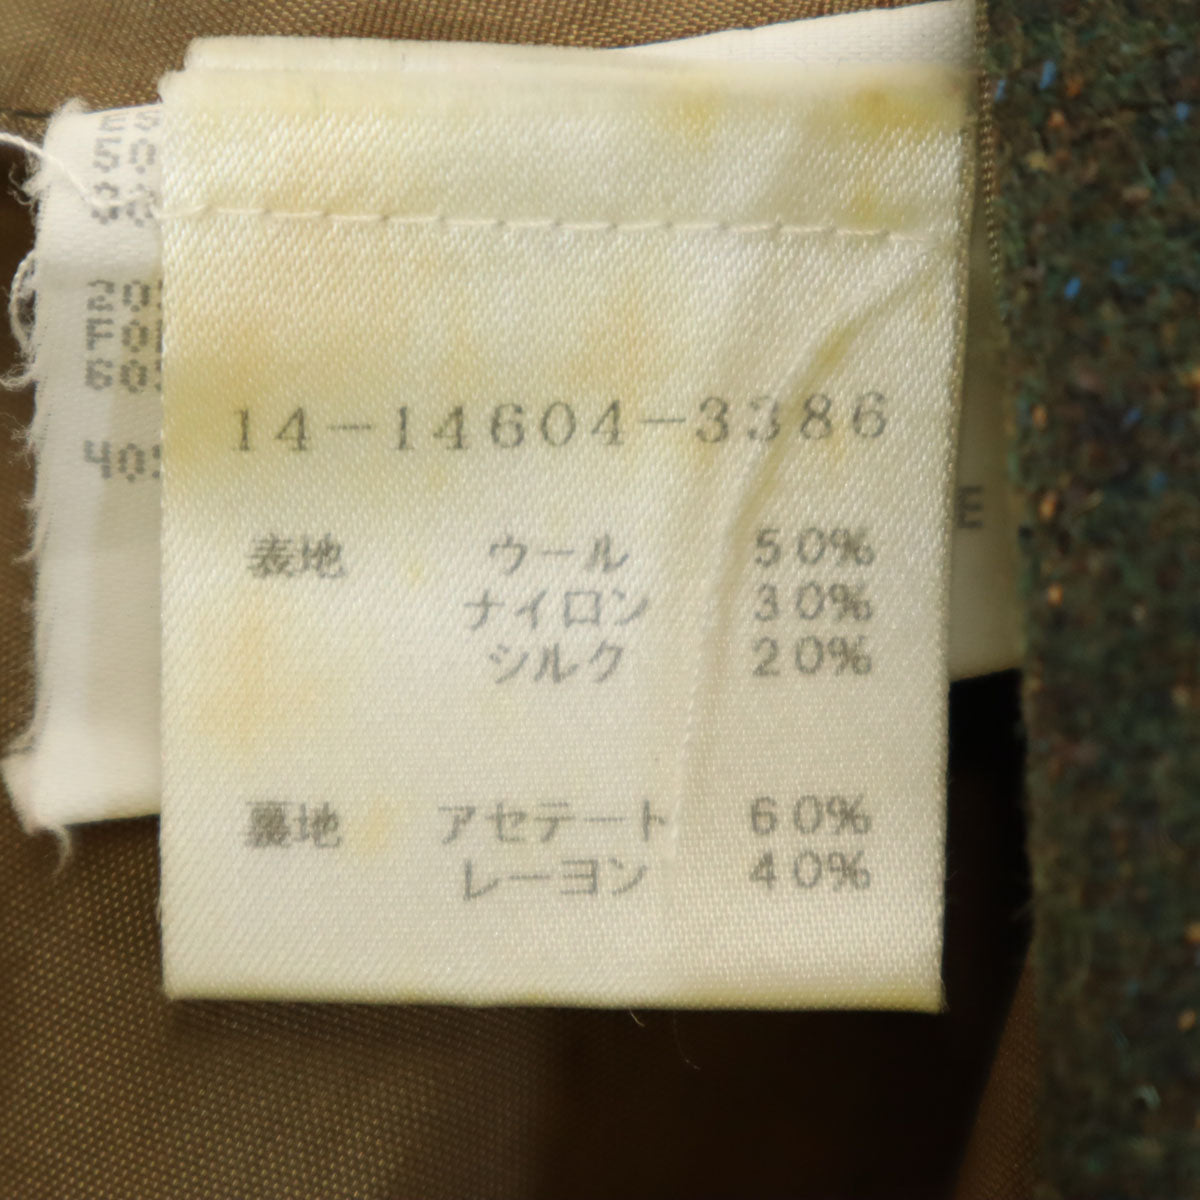 14-14604-3386
表地 ウール 50%
ナイロン 30%
シルク 20%
裏地 アセテート 60%
レーヨン 40%
E